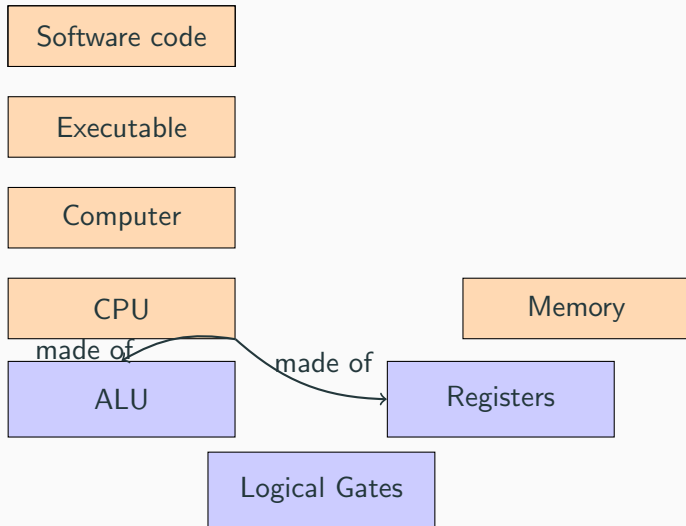 Software code
Executable
Computer
CPU
Memory
made of
made of
ALU
Registers
Logical Gates